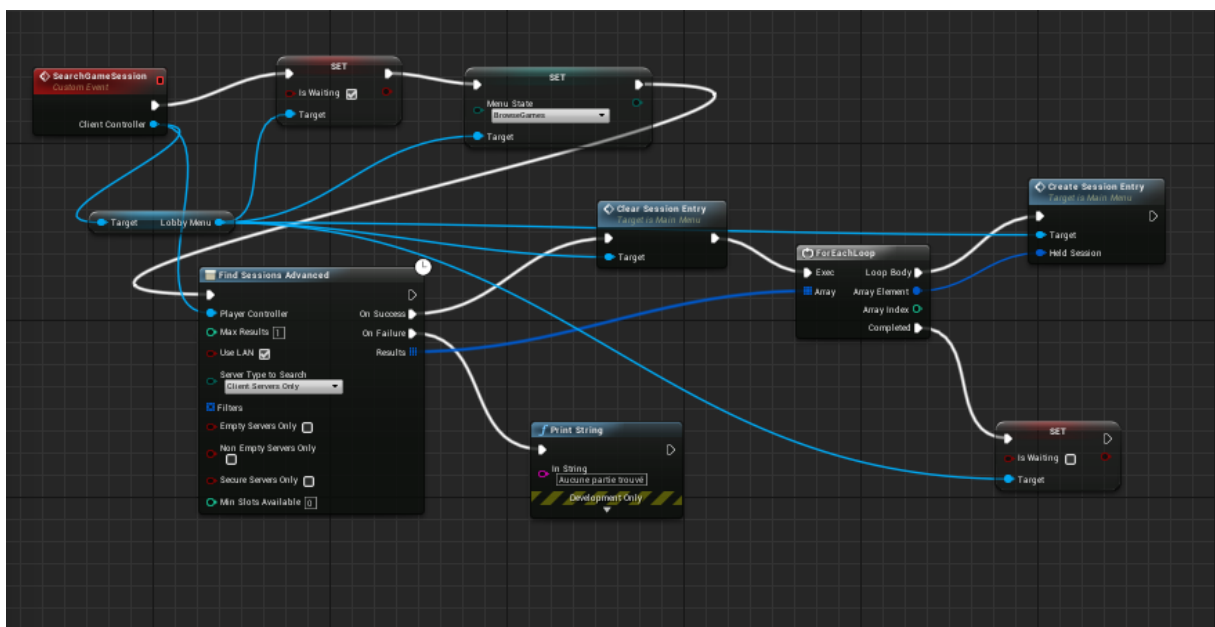 SearchGameSession
Custom Event
Client Controller
SET
Is Waiting
Target
SET
Menu State
BrowseGames
Target
Target Lobby Menu
Clear Session Entry
Target is Main Menu
Target
Create Session Entry
Target is Main Menu
Target
Held Session
ForEachLoop
Exec Loop Body
Array Array Element
Array Index
Completed
Find Sessions Advanced
Player Controller On Success
Max Results 1 On Failure
Use LAN Results
Server Type to Search
Client Servers Only
Filters
Empty Servers Only
Non Empty Servers Only
Secure Servers Only
Min Slots Available 0
Print String
In String
Aucune partie trouvé
Development Only
SET
Is Waiting
Target